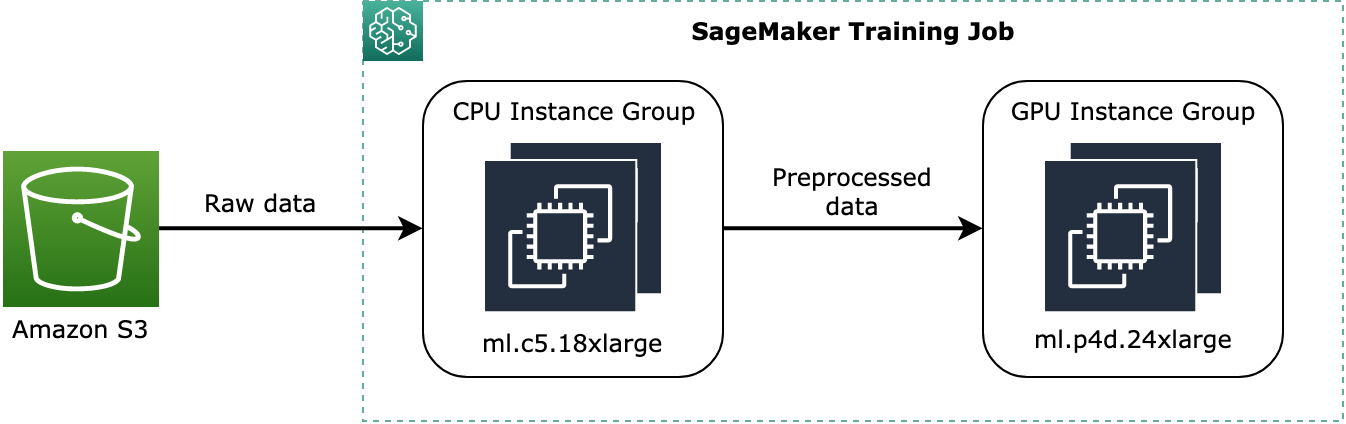 SageMaker Training Job
CPU Instance Group
GPU Instance Group
Raw data
Preprocessed
data
Amazon S3
ml.c5.18xlarge
ml.p4d.24xlarge